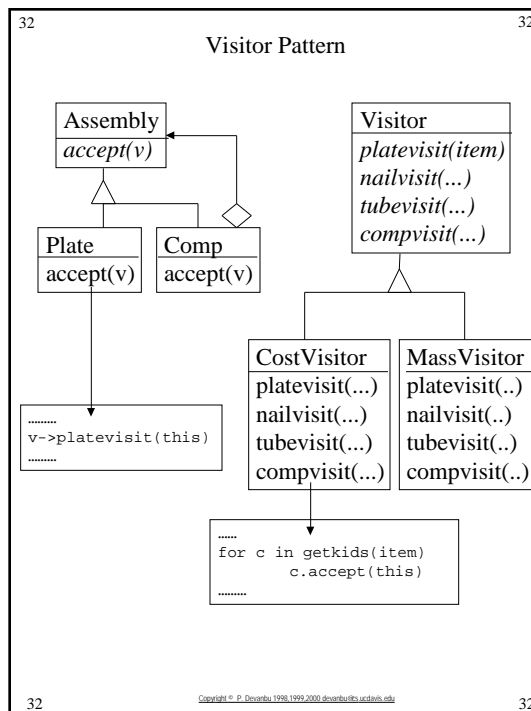 32
32
Visitor Pattern
Assembly
accept(v)
Plate
accept(v)
Comp
accept(v)
.........
v->platevisit(this)
.........
Visitor
platevisit(item)
nailvisit(...)
tubevisit(...)
compvisit(...)
CostVisitor
platevisit(...)
nailvisit(...)
tubevisit(...)
compvisit(...)
MassVisitor
platevisit(..)
nailvisit(..)
tubevisit(..)
compvisit(..)
......
for c in getkids(item)
c.accept(this)
.........
32
Copyright © P. Devanbu 1998,1999,2000 devanbu@its.ucdavis.edu
32